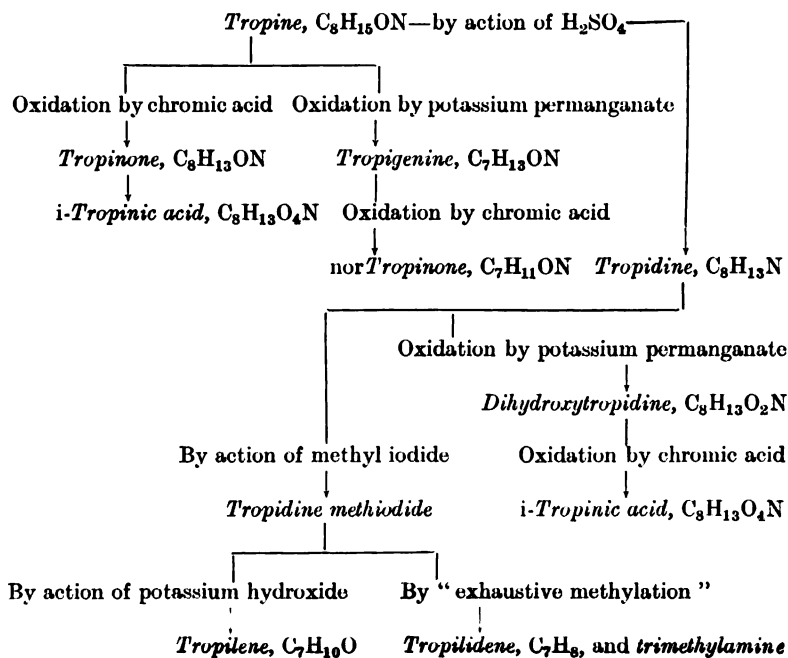 Tropine, C₈H₁₅ON—by action of H₂SO₄
Oxidation by chromic acid Oxidation by potassium permanganate
Tropinone, C₈H₁₃ON Tropigenine, C₇H₁₃ON
i-Tropinic acid, C₈H₁₃O₄N Oxidation by chromic acid
norTropinone, C₇H₁₁ON Tropidine, C₈H₁₃N
Oxidation by potassium permanganate
Dihydroxytropidine, C₈H₁₃O₂N
By action of methyl iodide Oxidation by chromic acid
Tropidine methiodide i-Tropinic acid, C₈H₁₃O₄N
By action of potassium hydroxide By “ exhaustive methylation ”
Tropilene, C₇H₁₀O Tropilidene, C₇H₈, and trimethylamine